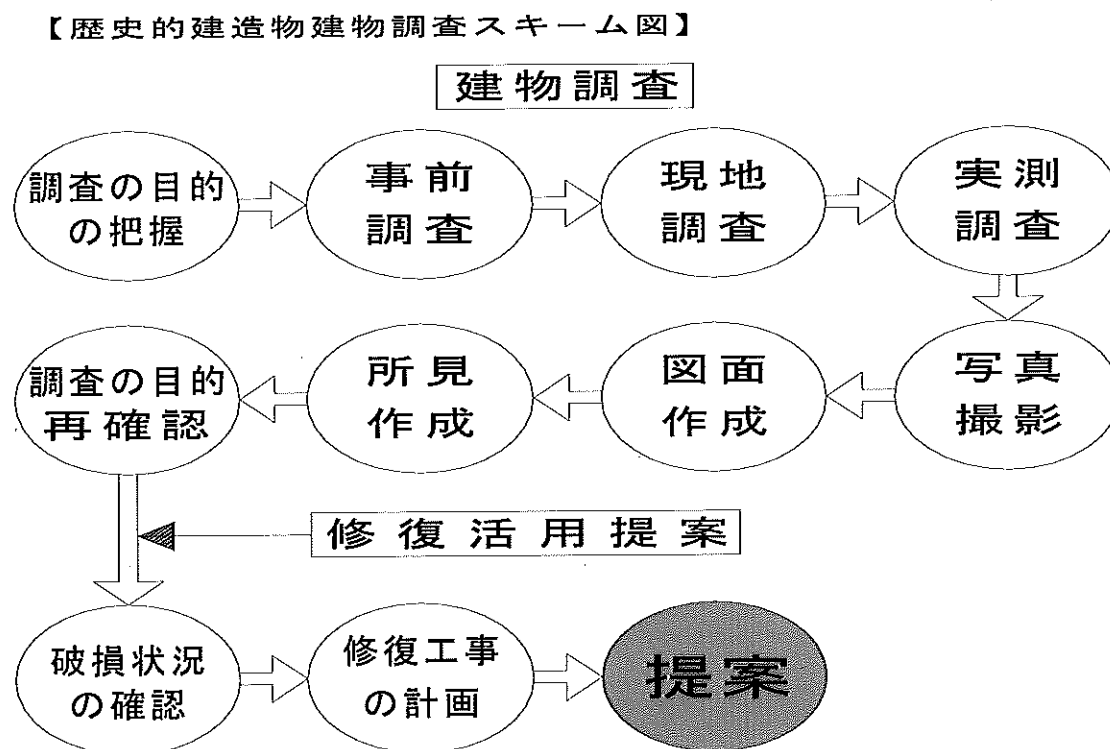 【歴史的建造物建物調査スキーム図】
建物調査
調査の目的
の把握
事前
調査
現地
調査
実測
調査
写真
撮影
図面
作成
所見
作成
調査の目的
再確認
修復活用提案
破損状況
の確認
修復工事
の計画
提案